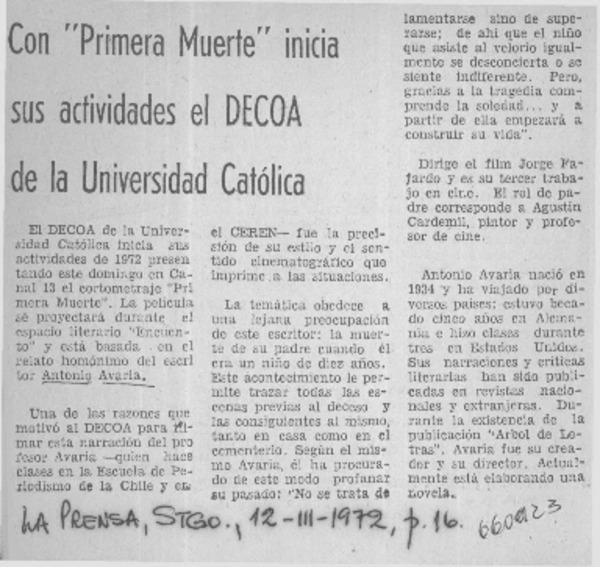 Con "Primera Muerte" inicia
sus actividades el DECOA
de la Universidad Católica
El DECOA de la Univer-
sidad Católica inicia sus
actividades de 1972 presen
tando este domingo en Ca-
nal 13 el cortometraje "Pri
mera Muerte". La película
se proyectará durante el
espacio literario "Encuen-
to" y está basada en el
relato homónimo del escri
tor Antonio Avaria.
Una de las razones que
motivó al DECOA para fil-
mar esta narración del pro
fesor Avaria —quien hace
clases en la Escuela de Pe-
riodismo de la Chile y en
el CEREN— fue la preci-
sión de su estilo y el sen-
tido cinematográfico que
imprime a las situaciones.
La temática obedece a
una lejana preocupación
de este escritor: la muer-
te de su padre cuando él
era un niño de diez años.
Este acontecimiento le pe-
mite trazar todas las es-
cenas previas al deceso y
las consiguientes al mismo,
tanto en casa como en el
cementerio. Según el mis-
mo Avaria, él ha procura-
do de este modo profanar
su pasado: "No se trata de
lamentarse sino de supe-
rarse; de ahí que el niño
que asiste al velorio igual-
mente se desconcierta o se
siente indiferente. Pero,
gracias a la tragedia com-
prende la soledad... y a
partir de ella empezará a
construir su vida".
Dirige el film Jorge Fa-
jardo y es su tercer traba-
jo en cine. El rol de pa-
dre corresponde a Agustín
Cardemil, pintor y profe-
sor de cine.
Antonio Avaria nació en
1934 y ha viajado por di-
versos países: estuvo beca-
do cinco años en Alema-
nia e hizo clases durante
tres en Estados Unidos.
Sus narraciones y críticas
literarias han sido publi-
cadas en revistas nacio-
nales y extranjeras. Du-
rante la existencia de la
publicación "Arbol de Le-
tras". Avaria fue su crea-
dor y su director. Actual-
mente está elaborando una
novela.
LA PRENSA, STGO., 12-III-1972, p. 16.